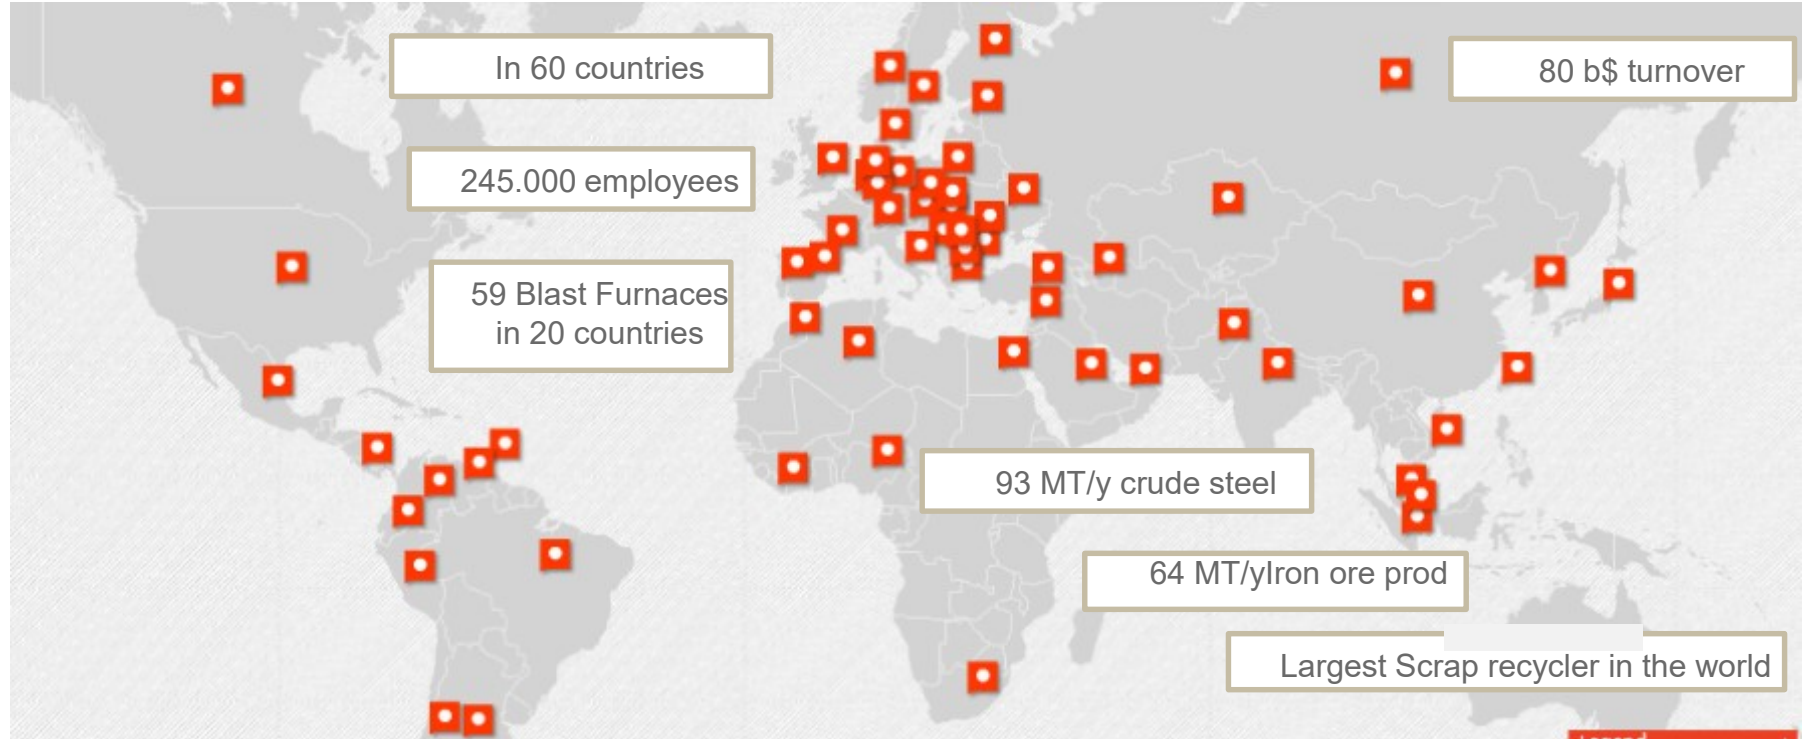 In 60 countries
80 b$ turnover
245.000 employees
59 Blast Furnaces
in 20 countries
93 MT/y crude steel
64 MT/yIron ore prod
Largest Scrap recycler in the world